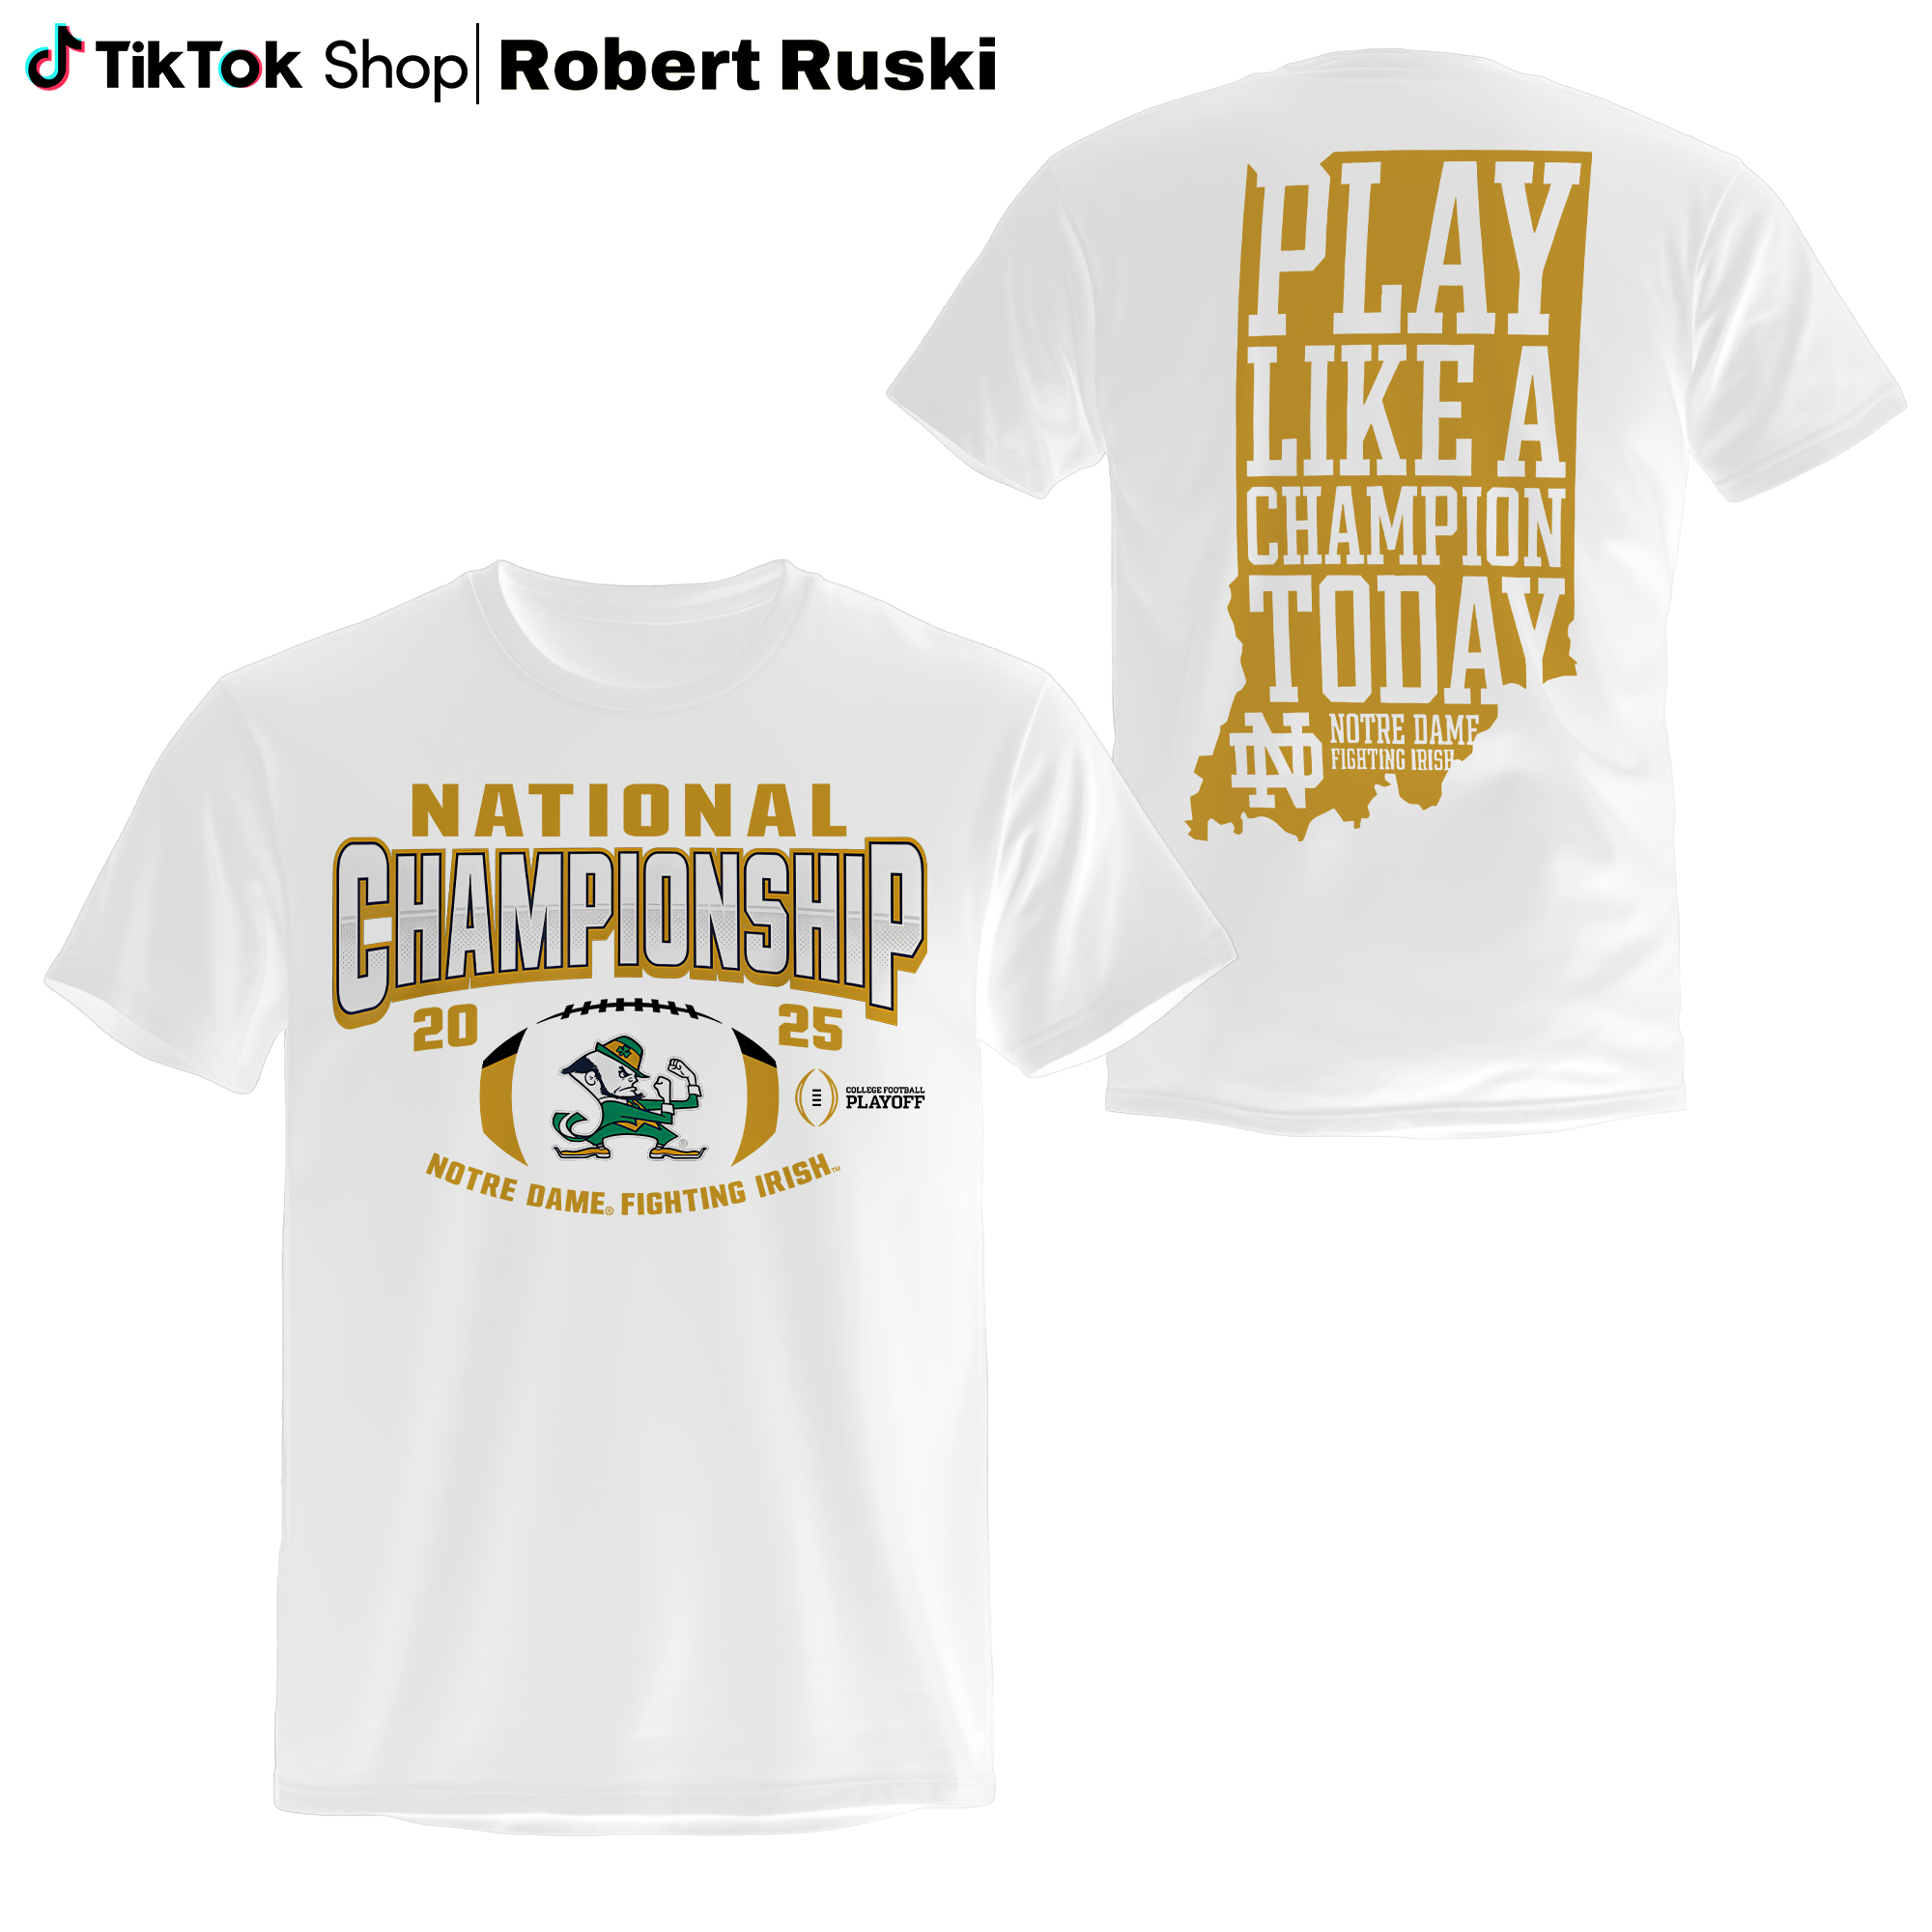 TikTok Shop | Robert Ruski
PLAY
LIKE A
CHAMPION
TODAY
ND NOTRE DAME
FIGHTING IRISH
NATIONAL
CHAMPIONSHIP
20 25
COLLEGE FOOTBALL
PLAYOFF
®
NOTRE DAME® FIGHTING IRISH™